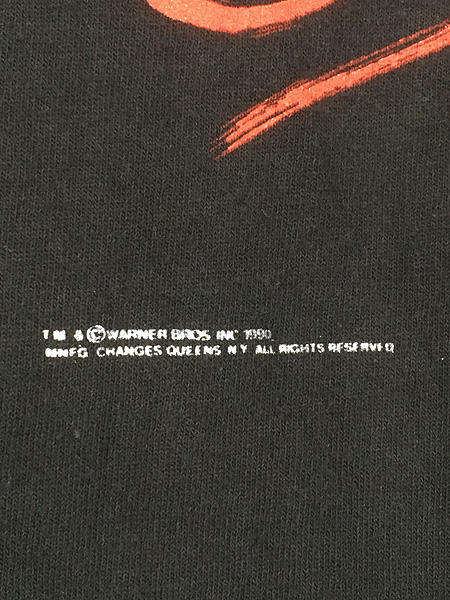 TM & © WARNER BROS INC 1990
MNFG CHANGES QUEENS N.Y. ALL RIGHTS RESERVED